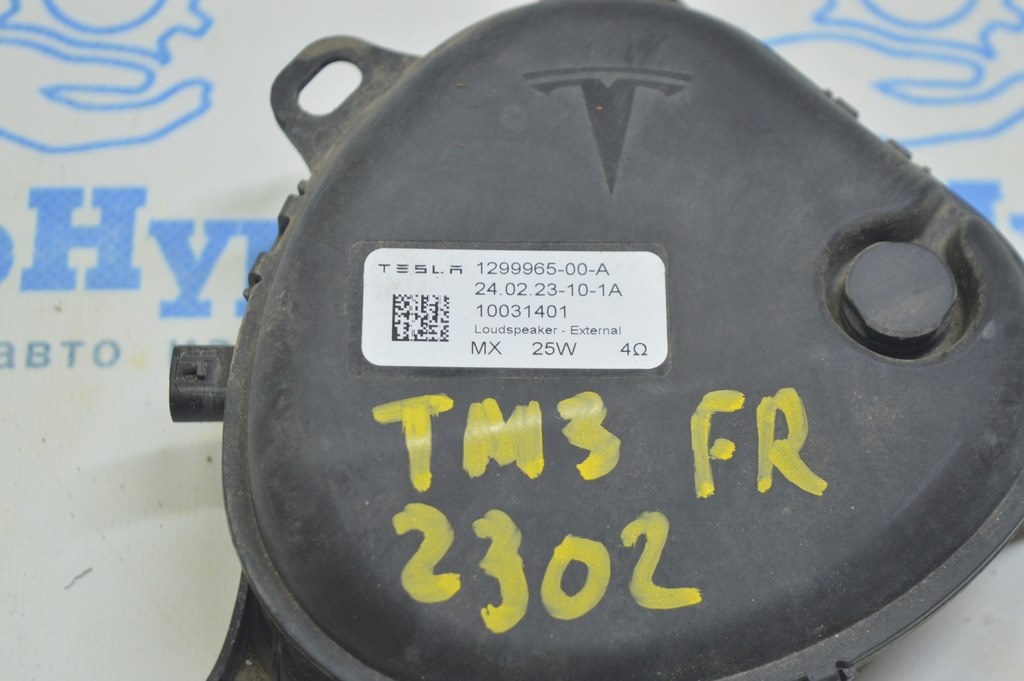 TESLA 1299965-00-A
24.02.23-10-1A
10031401
Loudspeaker - External
MX 25W 4Ω
TM3 FR
2302
авто